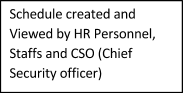 Schedule created and
Viewed by HR Personnel,
Staffs and CSO (Chief
Security officer)